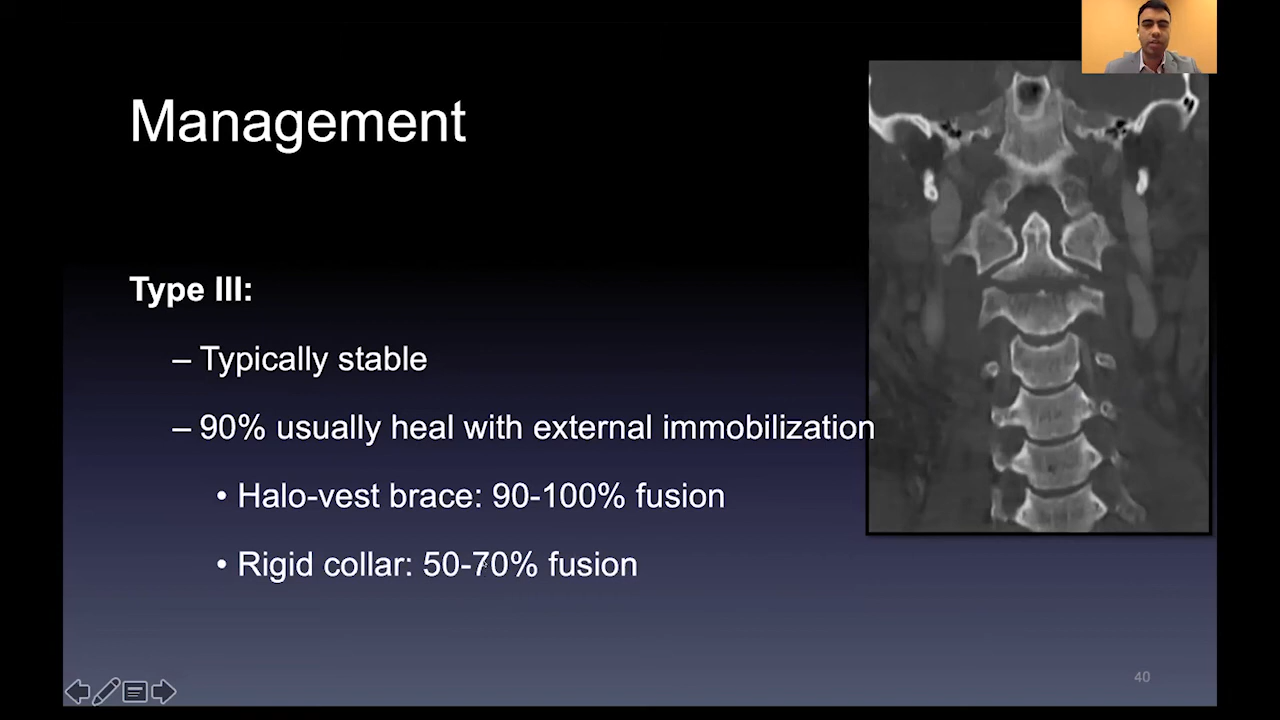 Management
Type III:
– Typically stable
– 90% usually heal with external immobilization
• Halo-vest brace: 90-100% fusion
• Rigid collar: 50-70% fusion
40